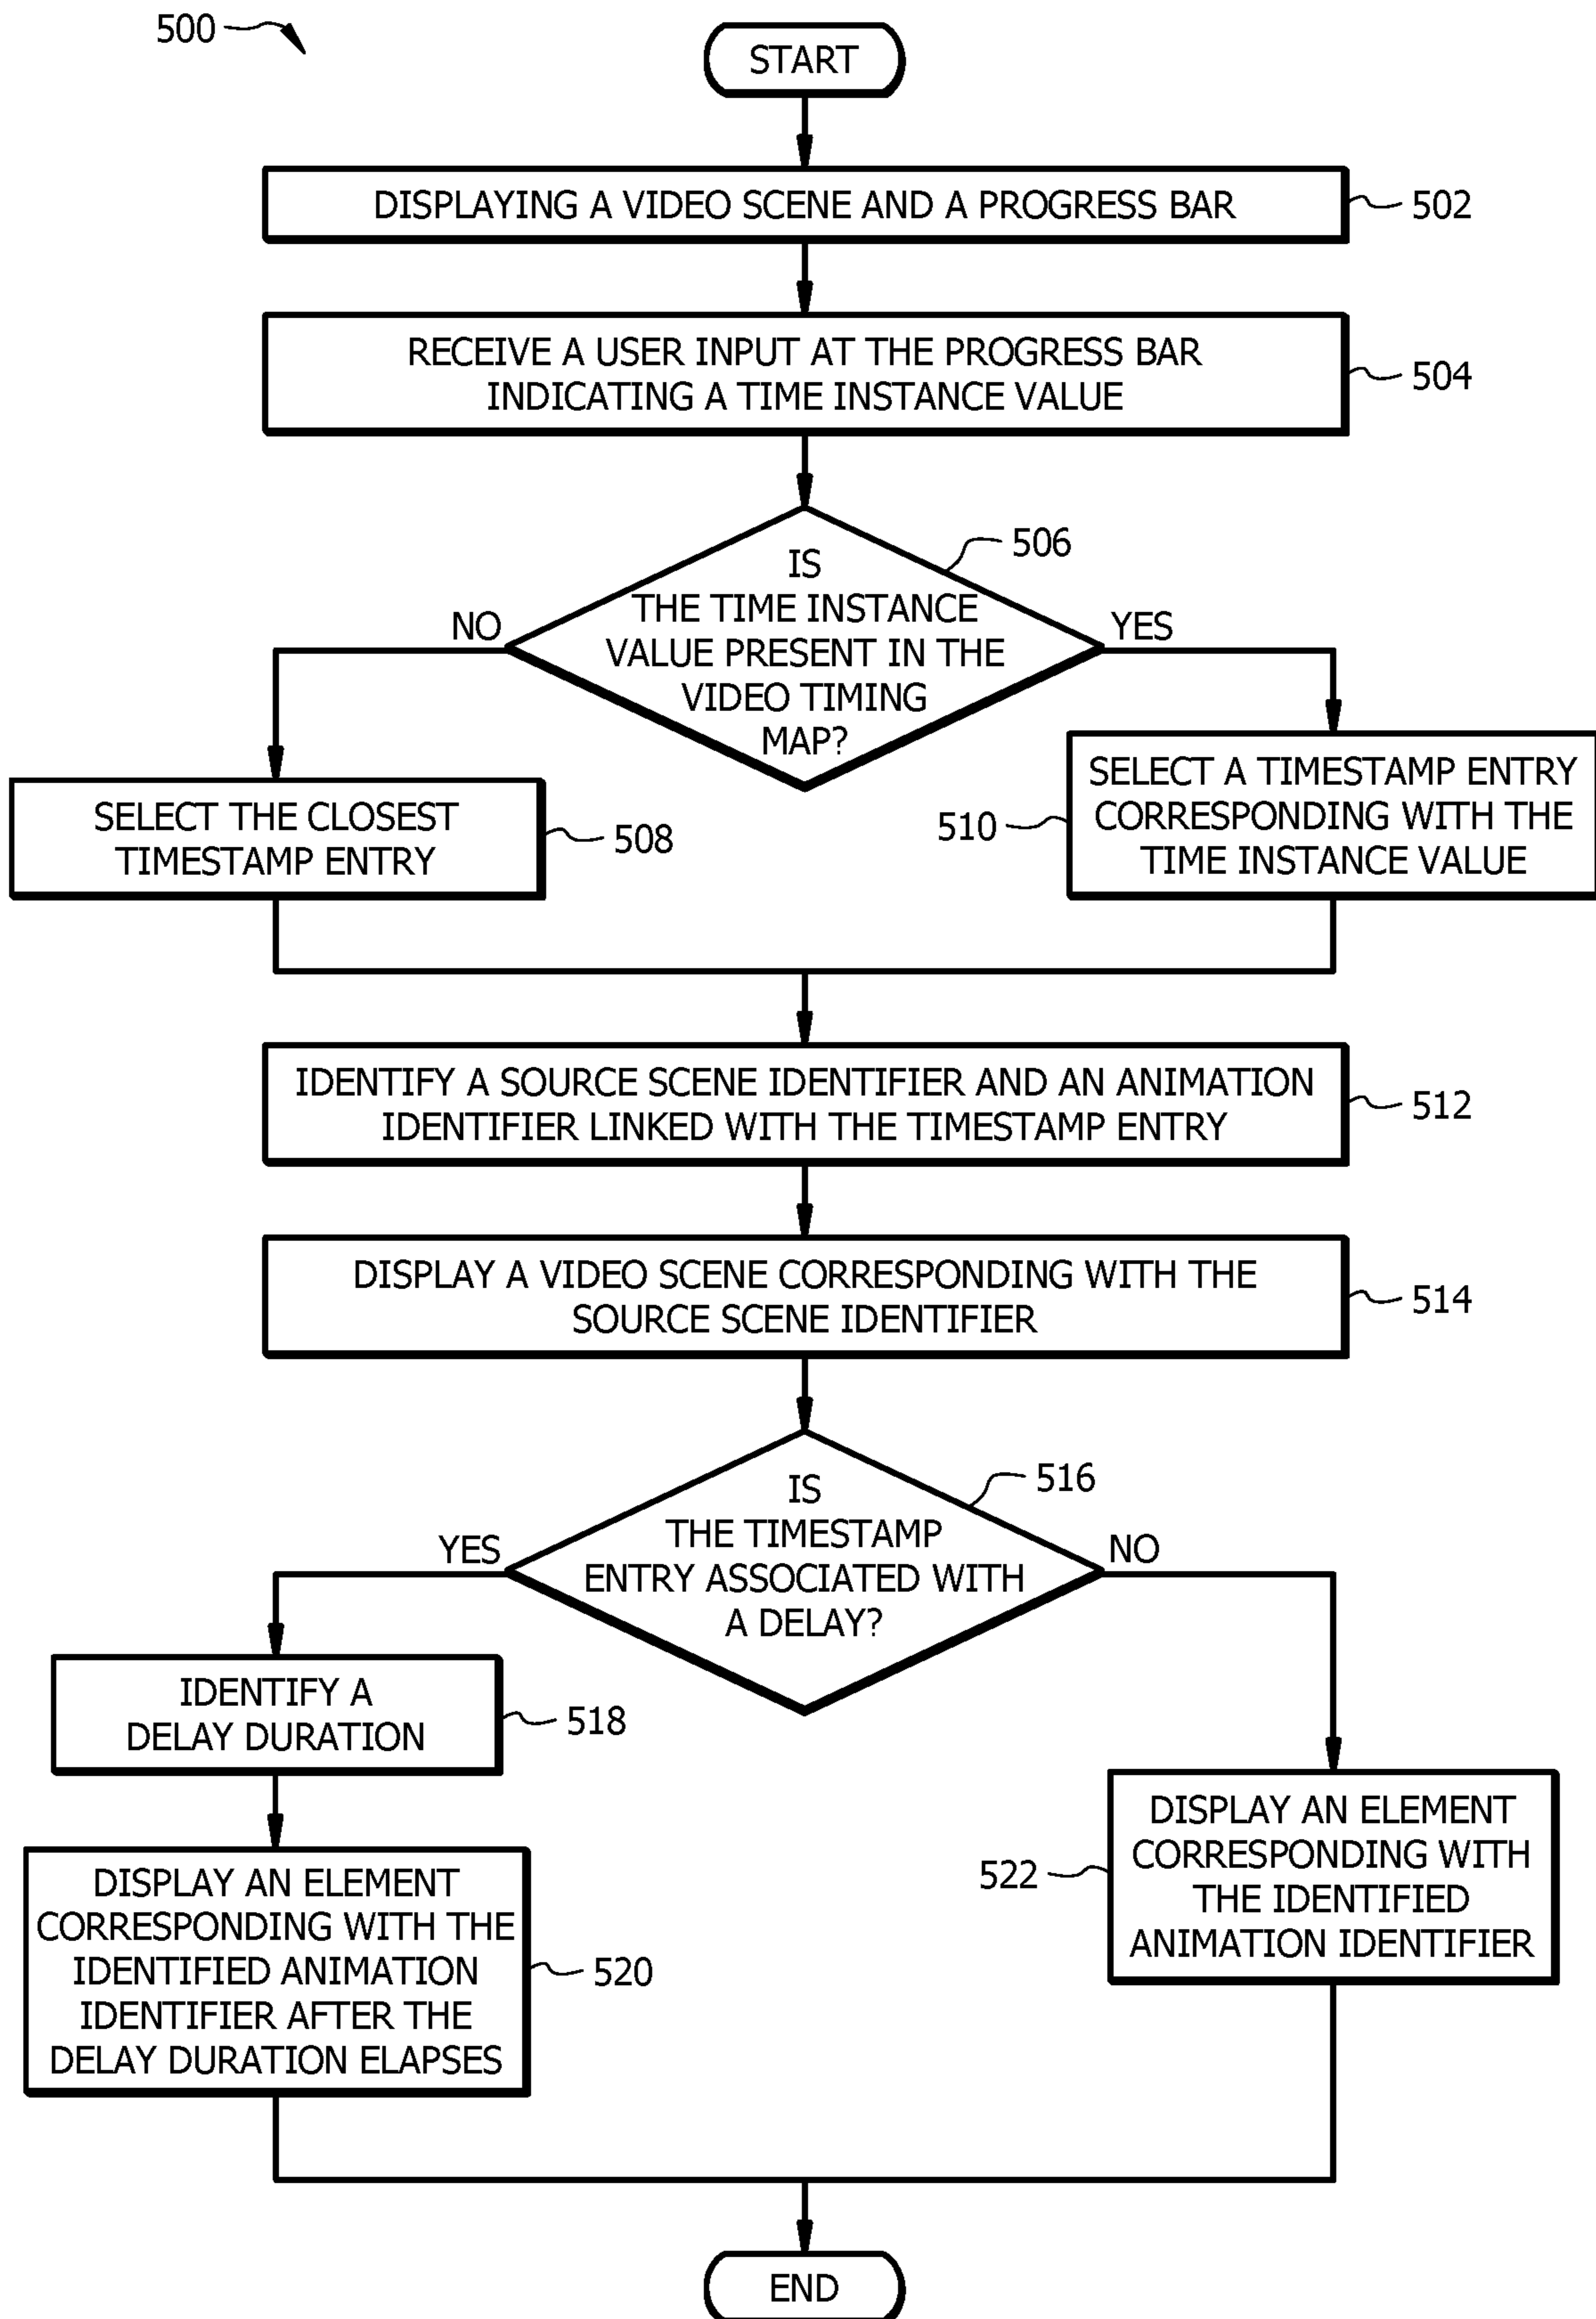 500
START
DISPLAYING A VIDEO SCENE AND A PROGRESS BAR
502
RECEIVE A USER INPUT AT THE PROGRESS BAR
INDICATING A TIME INSTANCE VALUE
504
506
IS
THE TIME INSTANCE
VALUE PRESENT IN THE
VIDEO TIMING
MAP?
NO
YES
SELECT THE CLOSEST
TIMESTAMP ENTRY
508
510
SELECT A TIMESTAMP ENTRY
CORRESPONDING WITH THE
TIME INSTANCE VALUE
IDENTIFY A SOURCE SCENE IDENTIFIER AND AN ANIMATION
IDENTIFIER LINKED WITH THE TIMESTAMP ENTRY
512
DISPLAY A VIDEO SCENE CORRESPONDING WITH THE
SOURCE SCENE IDENTIFIER
514
516
IS
THE TIMESTAMP
ENTRY ASSOCIATED WITH
A DELAY?
YES
NO
IDENTIFY A
DELAY DURATION
518
DISPLAY AN ELEMENT
CORRESPONDING WITH THE
IDENTIFIED ANIMATION
IDENTIFIER AFTER THE
DELAY DURATION ELAPSES
520
522
DISPLAY AN ELEMENT
CORRESPONDING WITH
THE IDENTIFIED
ANIMATION IDENTIFIER
END